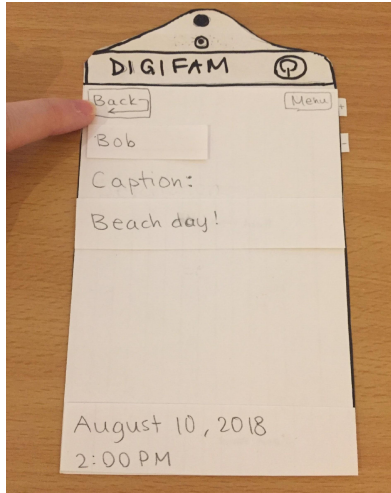 DIGIFAM
Back
Menu
+
-
Bob
Caption:
Beach day!
August 10, 2018
2:00 PM